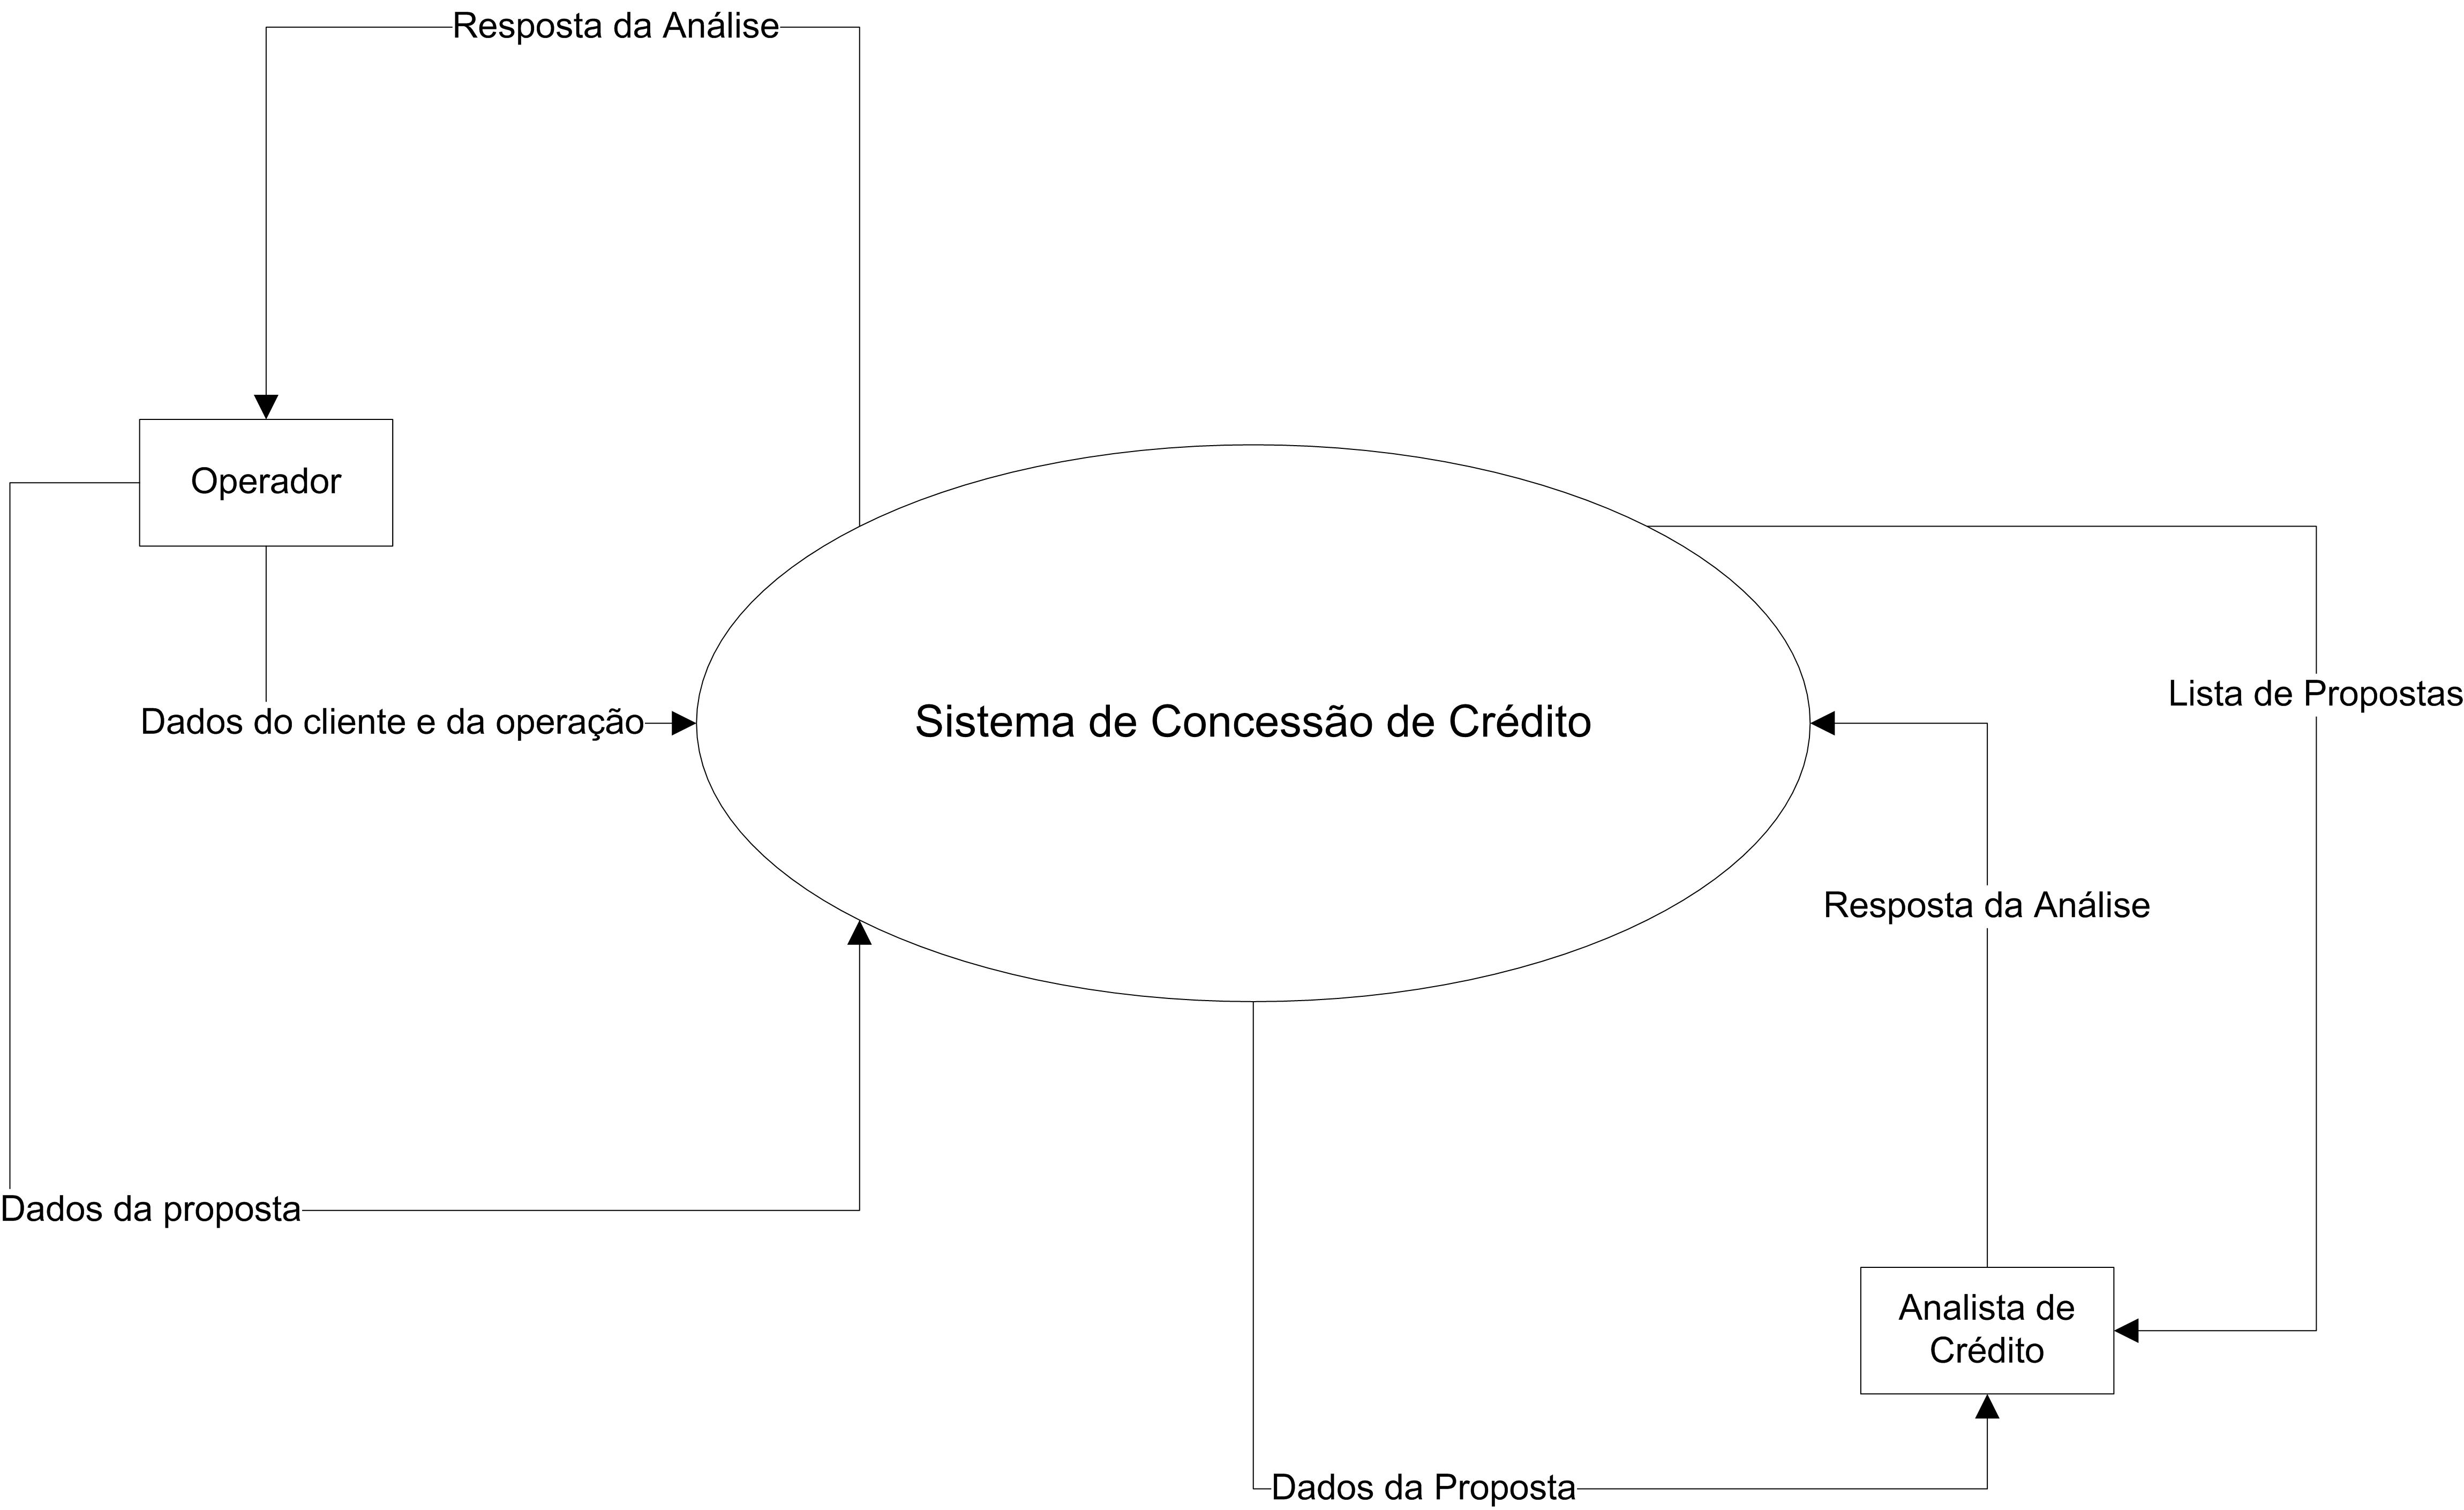 Resposta da Análise
Operador
Dados do cliente e da operação
Sistema de Concessão de Crédito
Lista de Propostas
Resposta da Análise
Dados da proposta
Analista de
Crédito
Dados da Proposta